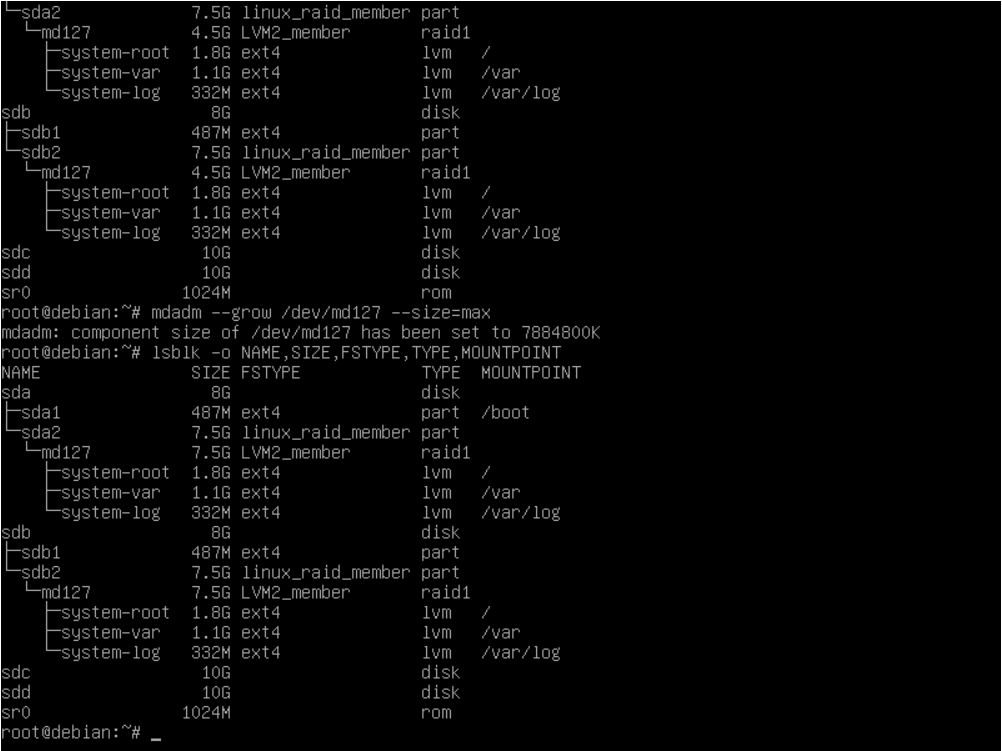 └─sda2             7.5G linux_raid_member part
  └─md127          4.5G LVM2_member       raid1
    ├─system-root  1.8G ext4              lvm   /
    ├─system-var   1.1G ext4              lvm   /var
    └─system-log   332M ext4              lvm   /var/log
sdb                  8G                   disk
├─sdb1             487M ext4              part
└─sdb2             7.5G linux_raid_member part
  └─md127          4.5G LVM2_member       raid1
    ├─system-root  1.8G ext4              lvm   /
    ├─system-var   1.1G ext4              lvm   /var
    └─system-log   332M ext4              lvm   /var/log
sdc                 10G                   disk
sdd                 10G                   disk
sr0               1024M                   rom
root@debian:~# mdadm --grow /dev/md127 --size=max
mdadm: component size of /dev/md127 has been set to 7884800K
root@debian:~# lsblk -o NAME,SIZE,FSTYPE,TYPE,MOUNTPOINT
NAME               SIZE FSTYPE            TYPE  MOUNTPOINT
sda                  8G                   disk
├─sda1             487M ext4              part  /boot
└─sda2             7.5G linux_raid_member part
  └─md127          7.5G LVM2_member       raid1
    ├─system-root  1.8G ext4              lvm   /
    ├─system-var   1.1G ext4              lvm   /var
    └─system-log   332M ext4              lvm   /var/log
sdb                  8G                   disk
├─sdb1             487M ext4              part
└─sdb2             7.5G linux_raid_member part
  └─md127          7.5G LVM2_member       raid1
    ├─system-root  1.8G ext4              lvm   /
    ├─system-var   1.1G ext4              lvm   /var
    └─system-log   332M ext4              lvm   /var/log
sdc                 10G                   disk
sdd                 10G                   disk
sr0               1024M                   rom
root@debian:~# _